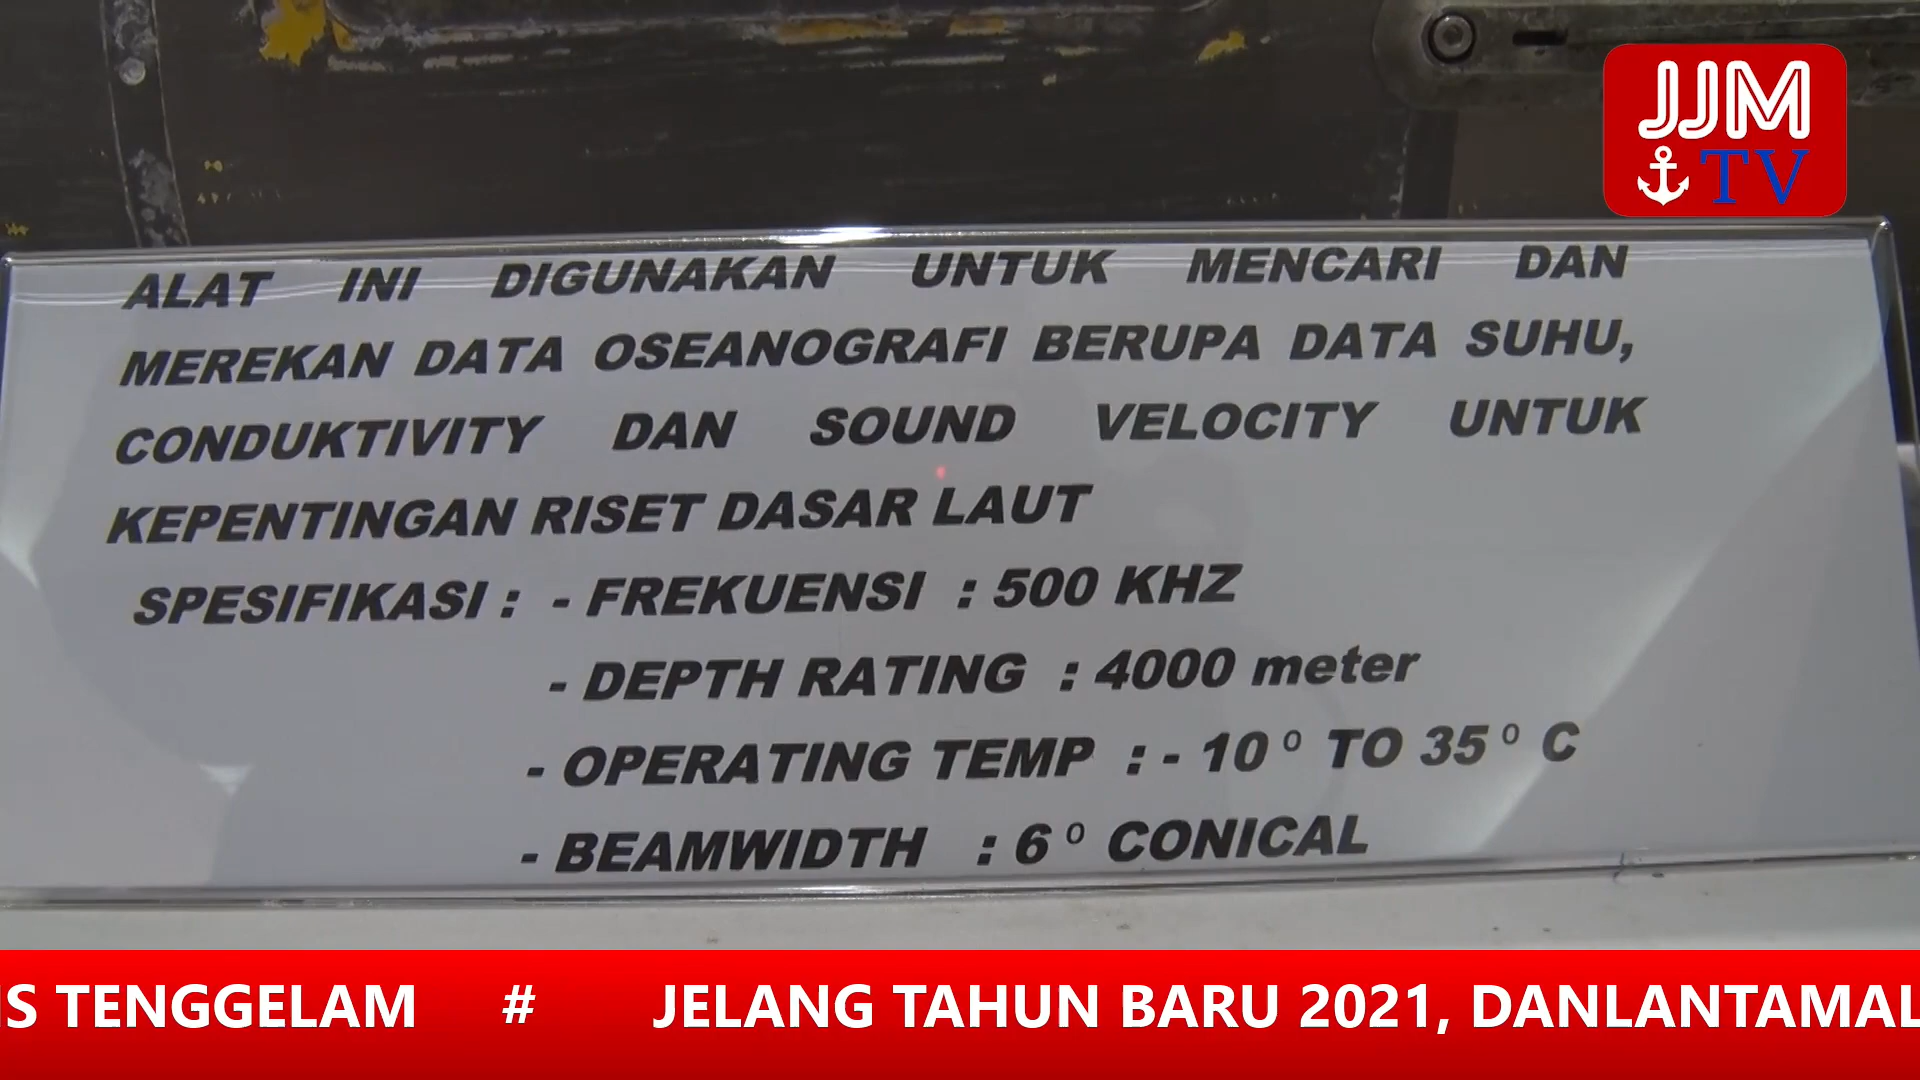 JJM
TV
ALAT INI DIGUNAKAN UNTUK MENCARI DAN
MEREKAN DATA OSEANOGRAFI BERUPA DATA SUHU,
CONDUKTIVITY DAN SOUND VELOCITY UNTUK
KEPENTINGAN RISET DASAR LAUT
SPESIFIKASI : - FREKUENSI : 500 KHZ
- DEPTH RATING : 4000 meter
- OPERATING TEMP : - 10 º TO 35 º C
- BEAMWIDTH : 6 º CONICAL
IS TENGGELAM # JELANG TAHUN BARU 2021, DANLANTAMAL